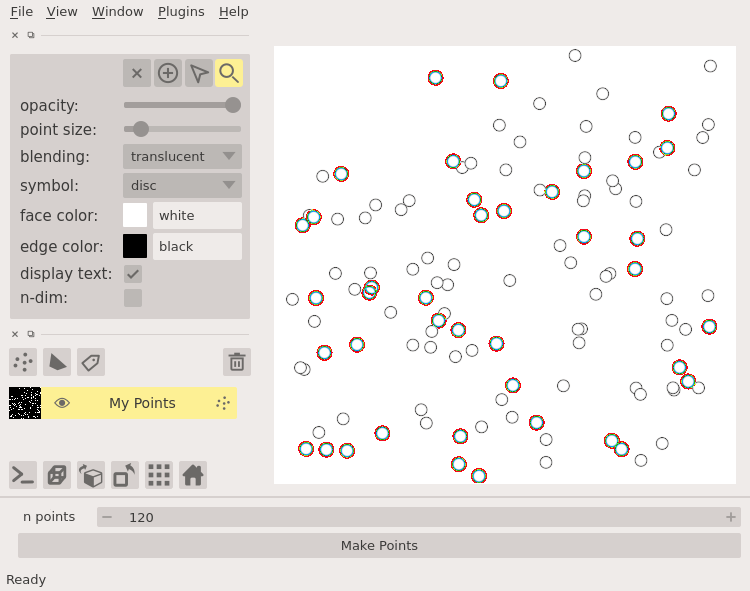 File View Window Plugins Help
opacity:
point size:
blending: translucent
symbol: disc
face color: white
edge color: black
display text:
n-dim:
My Points
n points 120
Make Points
Ready